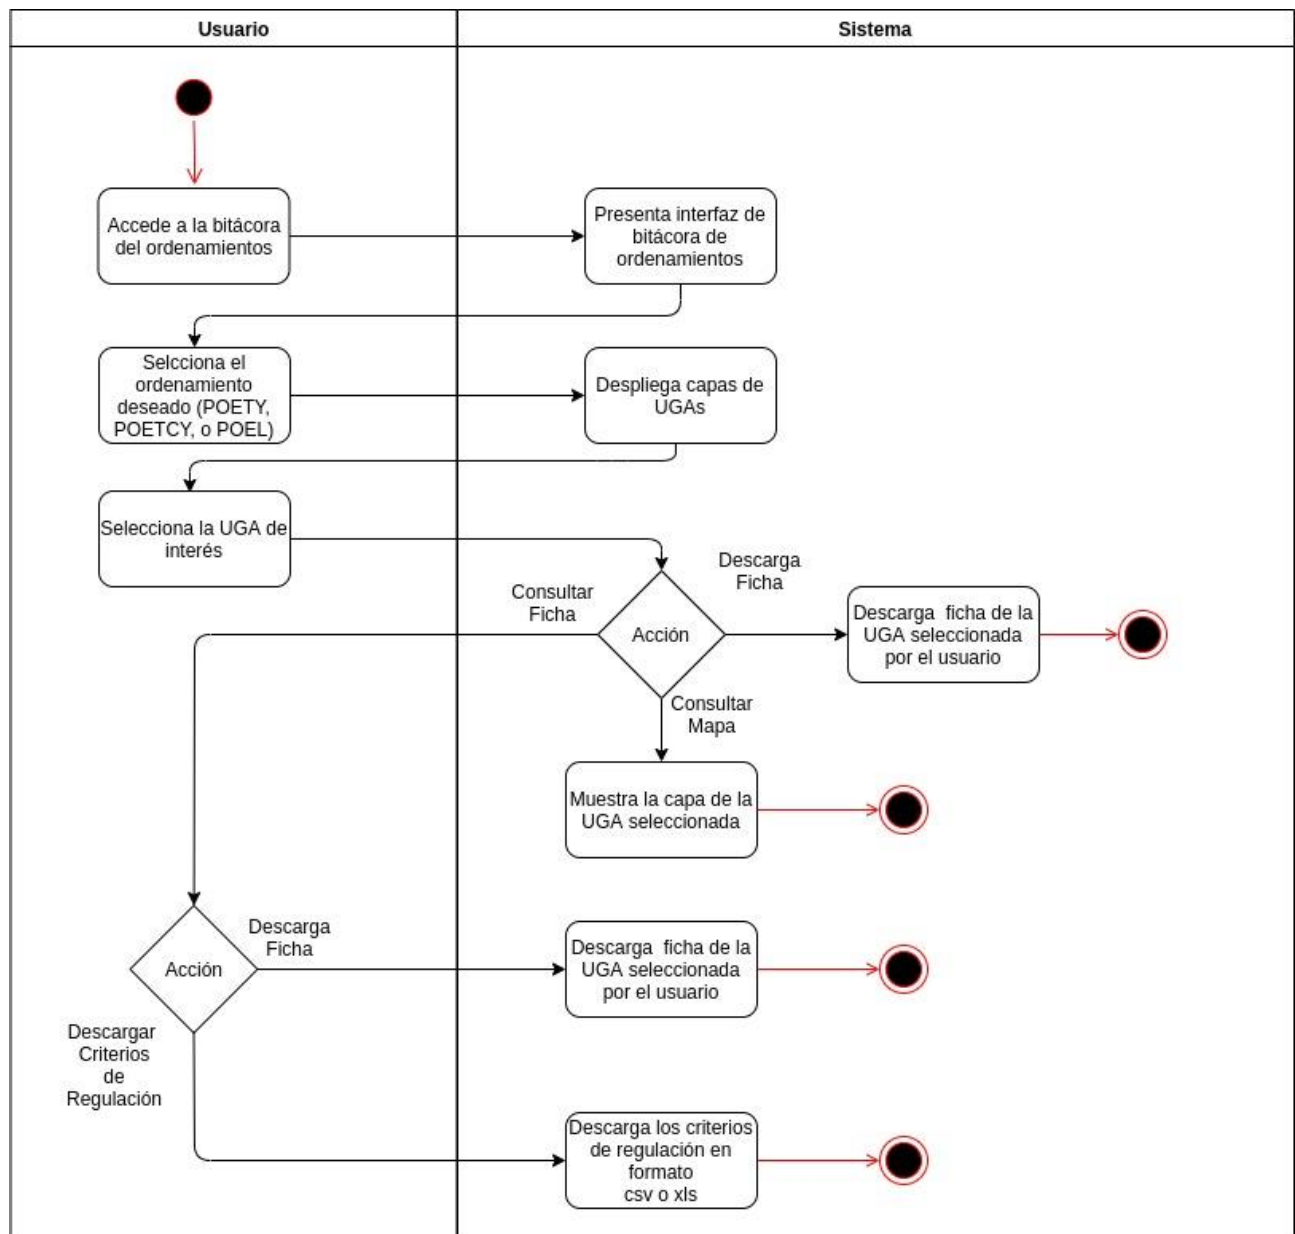 Usuario
Sistema
Accede a la bitácora
del ordenamientos
Presenta interfaz de
bitácora de
ordenamientos
Selcciona el
ordenamiento
deseado (POETY,
POETCY, o POEL)
Despliega capas de
UGAs
Selecciona la UGA de
interés
Consultar
Ficha
Acción
Descarga
Ficha
Descarga ficha de la
UGA seleccionada
por el usuario
Consultar
Mapa
Muestra la capa de la
UGA seleccionada
Acción
Descarga
Ficha
Descarga ficha de la
UGA seleccionada
por el usuario
Descargar
Criterios
de
Regulación
Descarga los criterios
de regulación en
formato
csv o xls